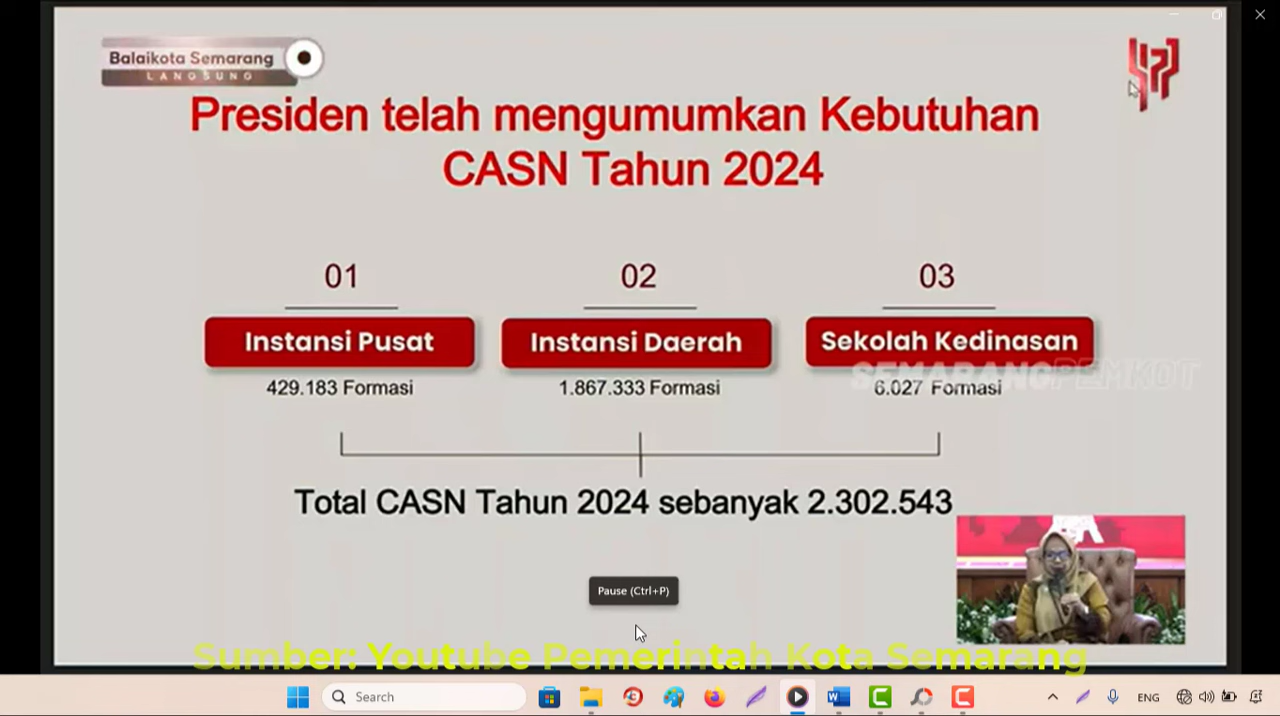 Balaikota Semarang
LANGSUNG
Presiden telah mengumumkan Kebutuhan
CASN Tahun 2024
01
Instansi Pusat
429.183 Formasi
02
Instansi Daerah
1.867.333 Formasi
03
Sekolah Kedinasan
6.027 Formasi
SEMARANGPEMKOT
Total CASN Tahun 2024 sebanyak 2.302.543
Pause (Ctrl+P)
Sumber: Youtube Pemerintah Kota Semarang
Search
ENG